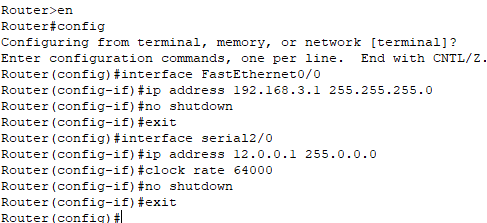 Router>en
Router#config
Configuring from terminal, memory, or network [terminal]?
Enter configuration commands, one per line.  End with CNTL/Z.
Router(config)#interface FastEthernet0/0
Router(config-if)#ip address 192.168.3.1 255.255.255.0
Router(config-if)#no shutdown
Router(config-if)#exit
Router(config)#interface serial2/0
Router(config-if)#ip address 12.0.0.1 255.0.0.0
Router(config-if)#clock rate 64000
Router(config-if)#no shutdown
Router(config-if)#exit
Router(config)#